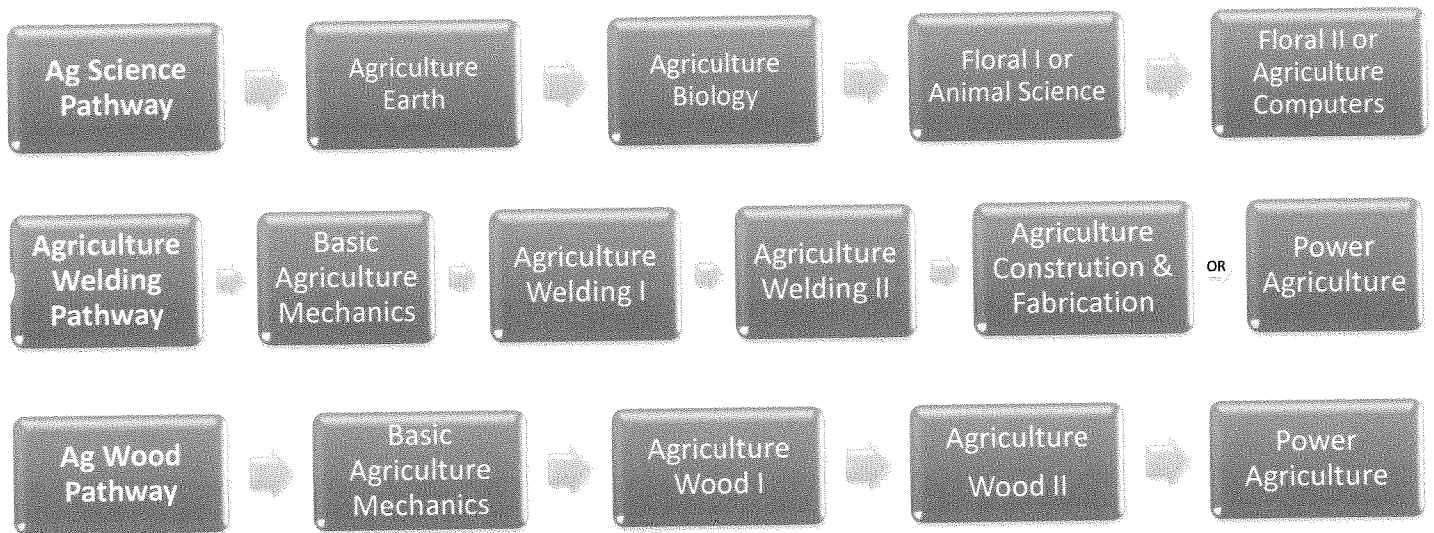 Ag Science
Pathway
Agriculture
Earth
Agriculture
Biology
Floral I or
Animal Science
Floral II or
Agriculture
Computers
Agriculture
Welding
Pathway
Basic
Agriculture
Mechanics
Agriculture
Welding I
Agriculture
Welding II
Agriculture
Constrution &
Fabrication
OR
Power
Agriculture
Ag Wood
Pathway
Basic
Agriculture
Mechanics
Agriculture
Wood I
Agriculture
Wood II
Power
Agriculture